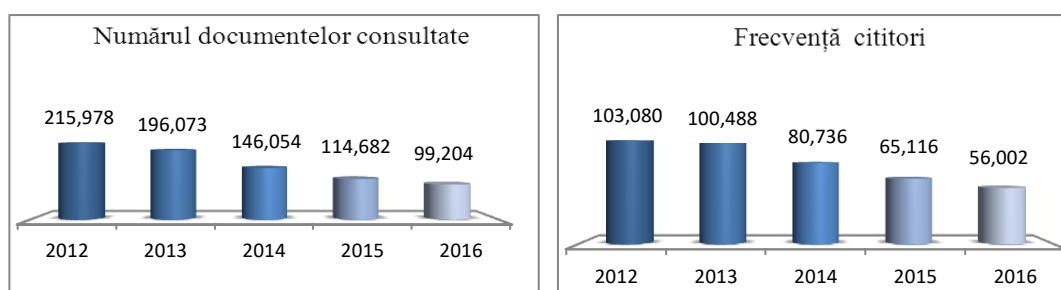 Numărul documentelor consultate
215,978
196,073
146,054
114,682
99,204
2012 2013 2014 2015 2016
Frecvență cititori
103,080
100,488
80,736
65,116
56,002
2012 2013 2014 2015 2016